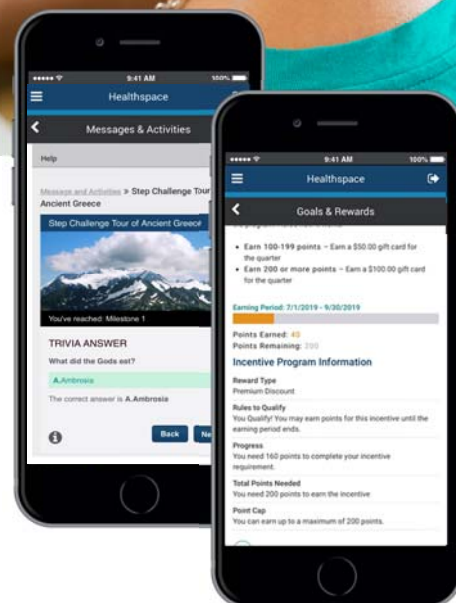 9:41 AM
100%
Healthspace
Messages & Activities
Help
Message and Activities > Step Challenge Tour
Ancient Greece
Step Challenge Tour of Ancient Greece
You've reached: Milestone 1
TRIVIA ANSWER
What did the Gods eat?
A.Ambrosia
The correct answer is A.Ambrosia
Back
9:41 AM
100%
Healthspace
Goals & Rewards
• Earn 100-199 points – Earn a $50.00 gift card for
the quarter
• Earn 200 or more points – Earn a $100.00 gift card
for the quarter
Earning Period: 7/1/2019 - 9/30/2019
Points Earned: 40
Points Remaining: 200
Incentive Program Information
Reward Type
Premium Discount
Rules to Qualify
You Qualify! You may earn points for this incentive until the
earning period ends.
Progress
You need 160 points to complete your incentive
requirement.
Total Points Needed
You need 200 points to earn the incentive
Point Cap
You can earn up to a maximum of 200 points.